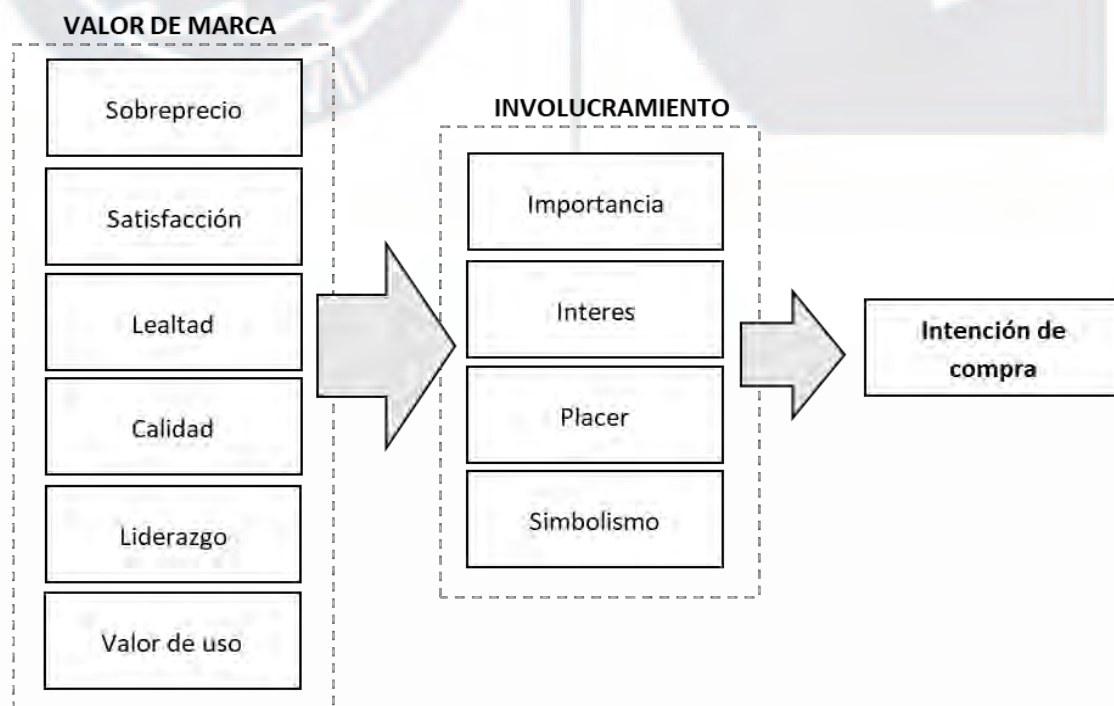 VALOR DE MARCA
Sobreprecio
Satisfacción
Lealtad
Calidad
Liderazgo
Valor de uso
INVOLUCRAMIENTO
Importancia
Interes
Placer
Simbolismo
Intención de
compra